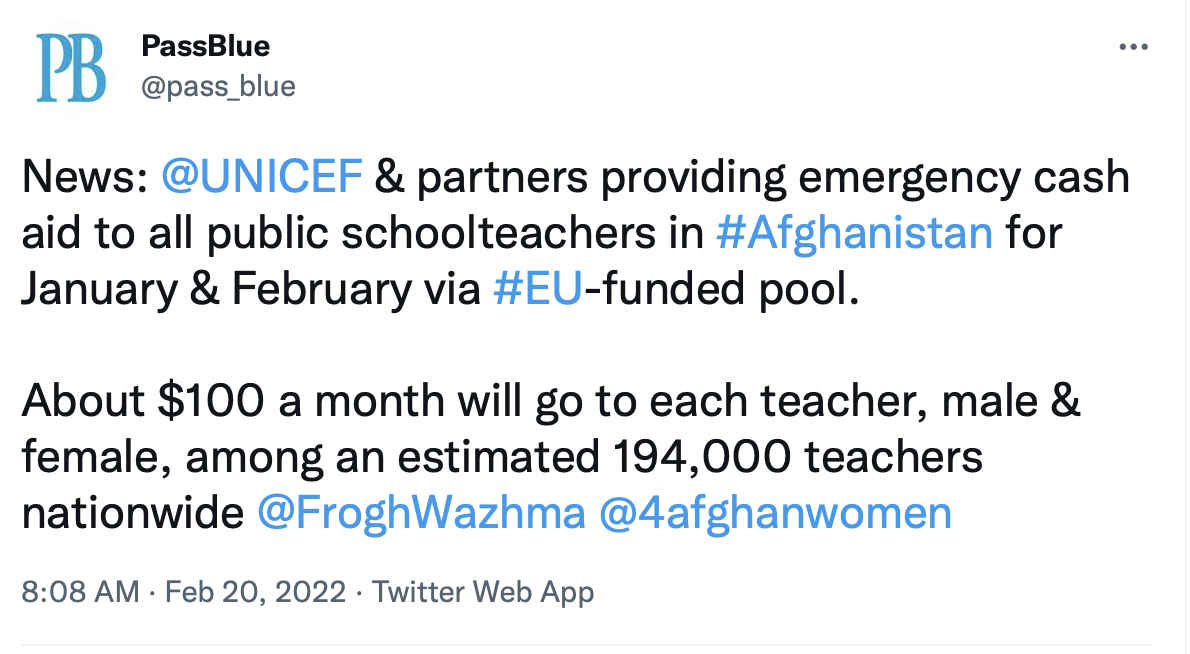 PB
PassBlue
@pass_blue
News: @UNICEF & partners providing emergency cash
aid to all public schoolteachers in #Afghanistan for
January & February via #EU-funded pool.
About $100 a month will go to each teacher, male &
female, among an estimated 194,000 teachers
nationwide @FroghWazhma @4afghanwomen
8:08 AM · Feb 20, 2022 · Twitter Web App